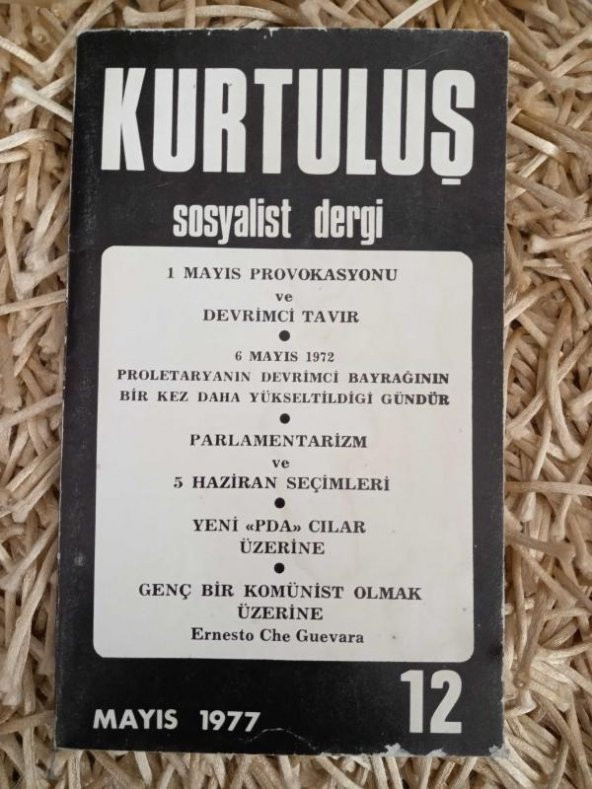 KURTULUŞ
sosyalist dergi
1 MAYIS PROVOKASYONU
ve
DEVRİMCİ TAVIR
●
6 MAYIS 1972
PROLETARYANIN DEVRİMCİ BAYRAĞININ
BİR KEZ DAHA YÜKSELTİLDİGİ GÜNDÜR
●
PARLAMENTARİZM
ve
5 HAZİRAN SEÇİMLERİ
●
YENİ «PDA» CILAR
ÜZERİNE
●
GENÇ BİR KOMÜNİST OLMAK
ÜZERİNE
Ernesto Che Guevara
MAYIS 1977
12